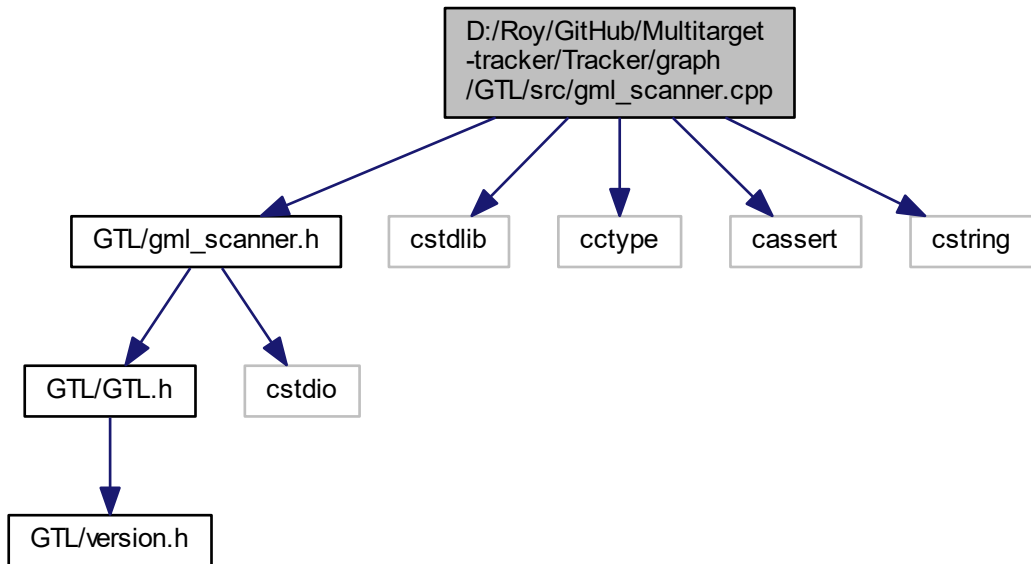 D:/Roy/GitHub/Multitarget
-tracker/Tracker/graph
/GTL/src/gml_scanner.cpp
GTL/gml_scanner.h
cstdlib
cctype
cassert
cstring
GTL/GTL.h
cstdio
GTL/version.h